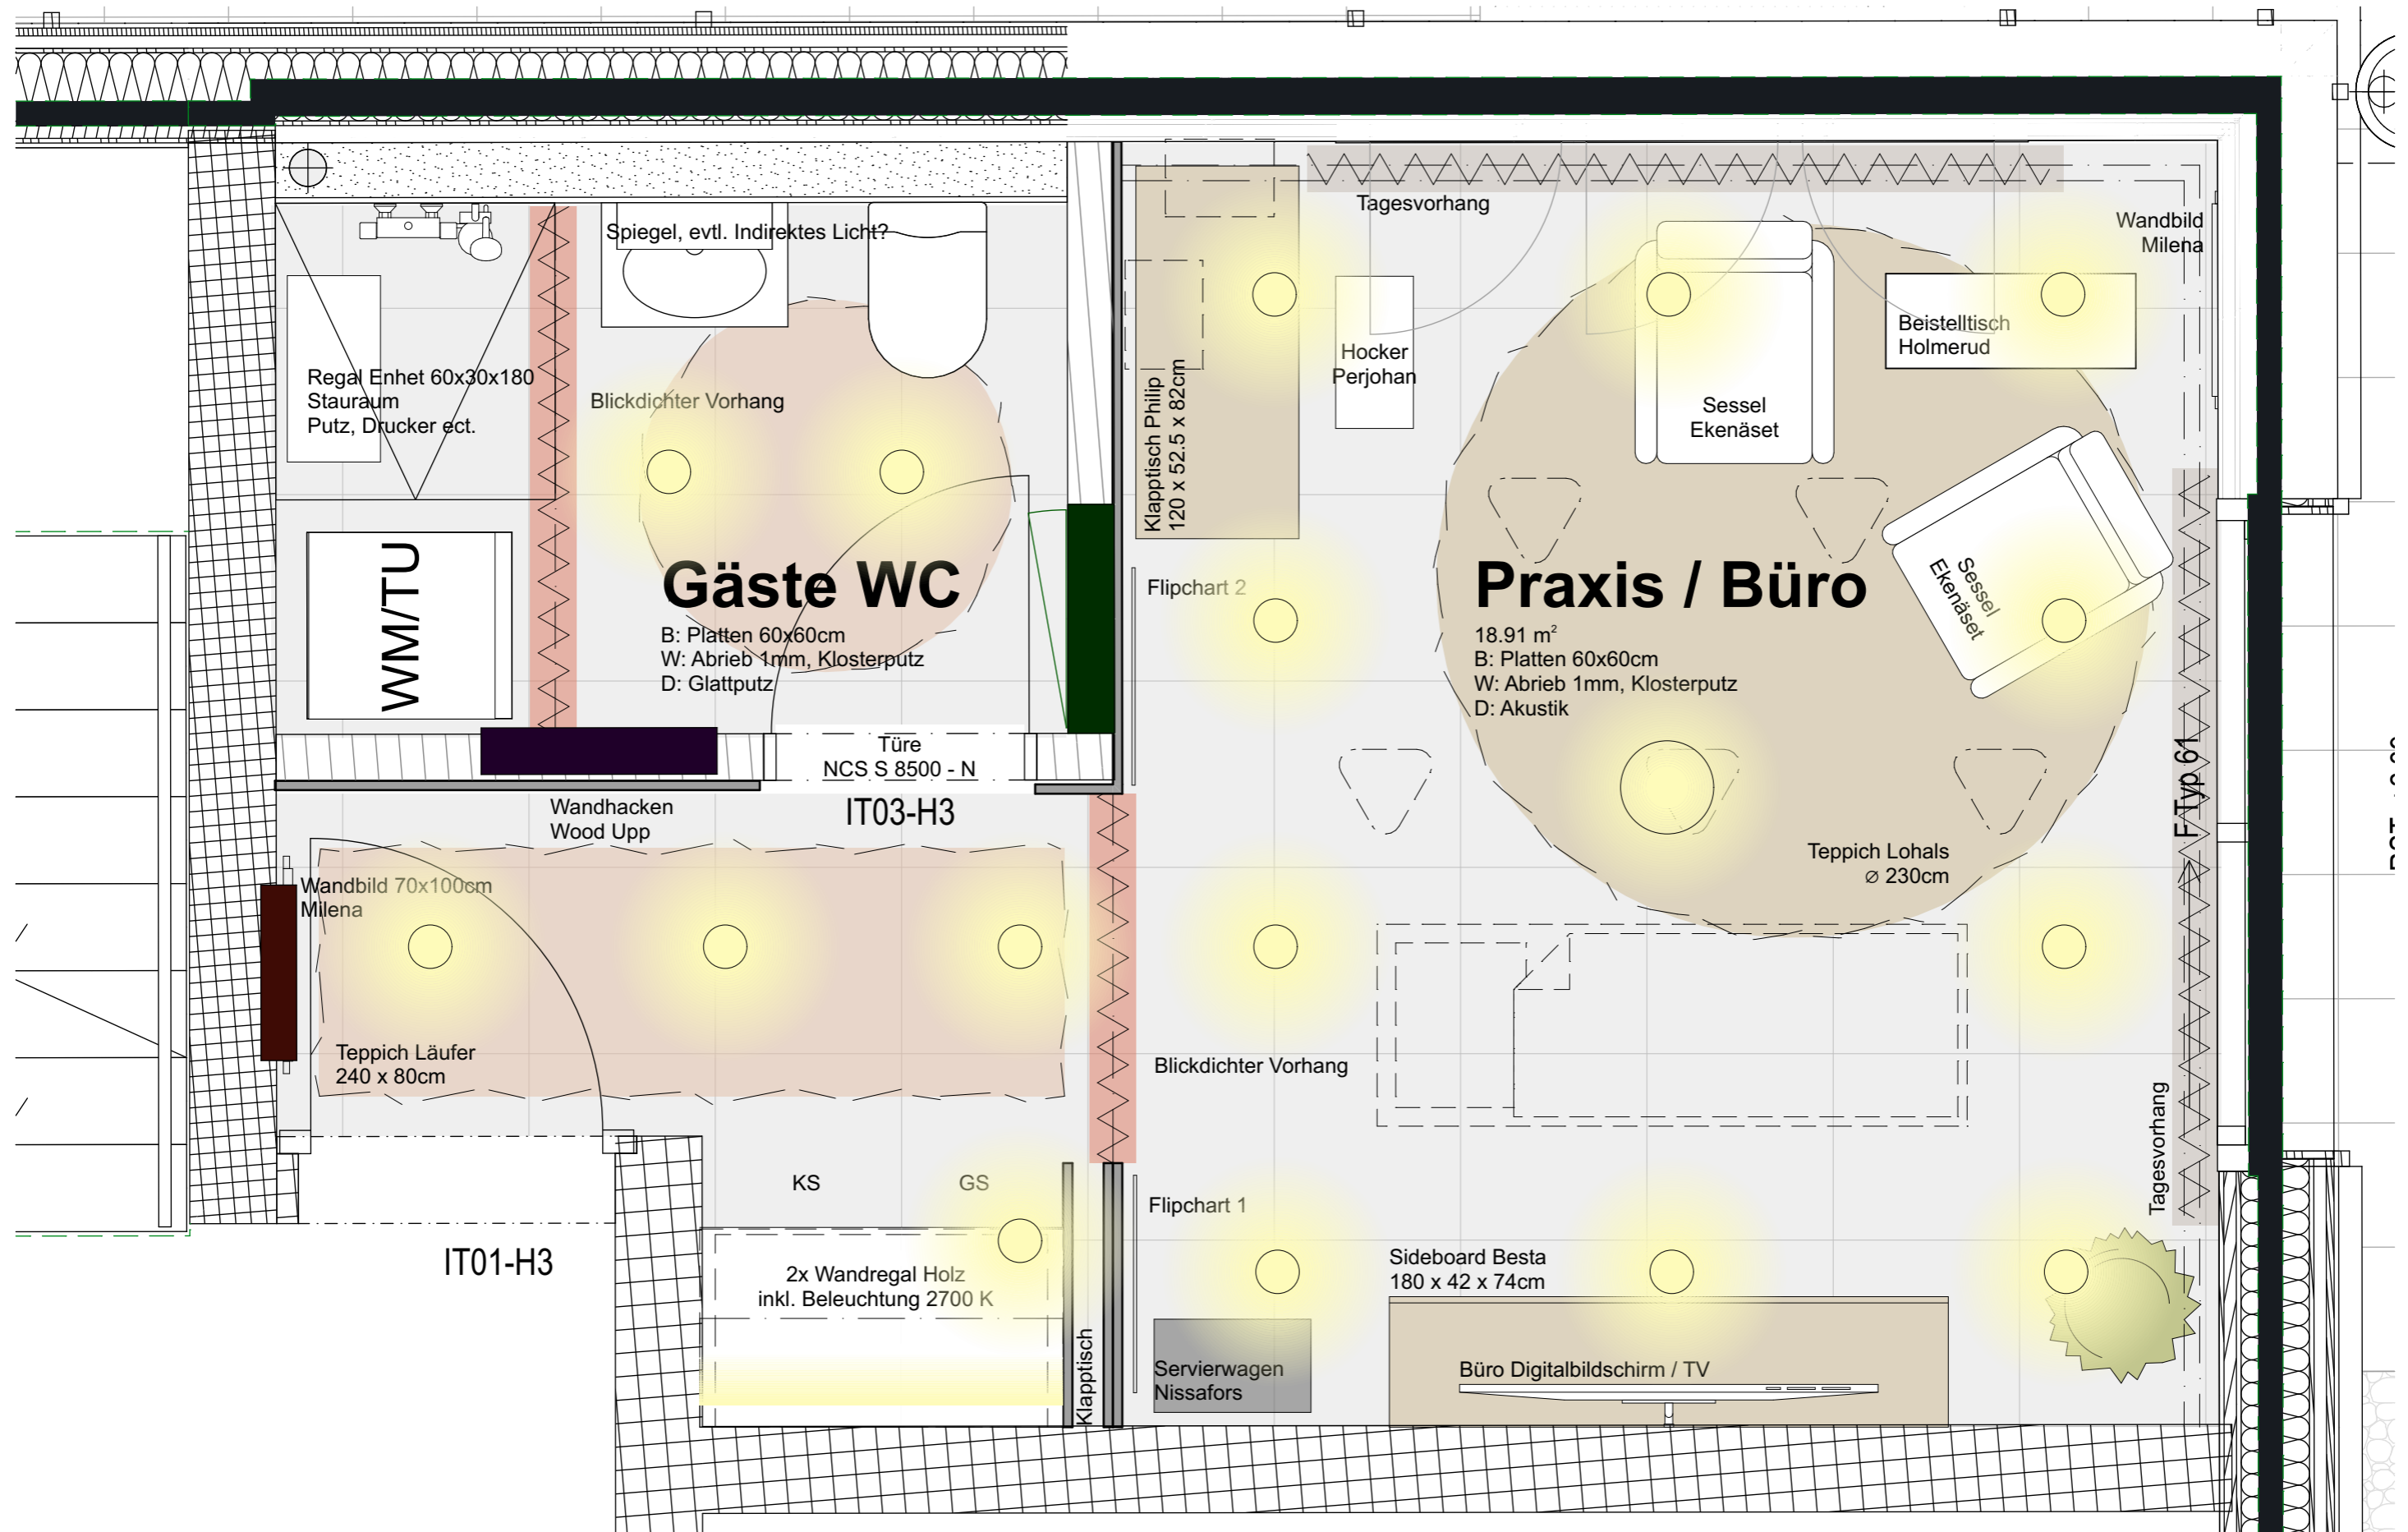 Spiegel, evtl. Indirektes Licht?
Regal Enhet 60x30x180
Stauraum
Putz, Drucker ect.
Blickdichter Vorhang
WM/TU
Gäste WC
B: Platten 60x60cm
W: Abrieb 1mm, Klosterputz
D: Glattputz
Türe
NCS S 8500 - N
IT03-H3
Wandhacken
Wood Upp
Wandbild 70x100cm
Milena
Teppich Läufer
240 x 80cm
IT01-H3
KS
GS
2x Wandregal Holz
inkl. Beleuchtung 2700 K
Klapptisch
Tagesvorhang
Wandbild
Milena
Hocker
Perjohan
Klapptisch Philip
120 x 52.5 x 82cm
Sessel
Ekenäset
Beistelltisch
Holmerud
Sessel
Ekenäset
Flipchart 2
Praxis / Büro
18.91 m²
B: Platten 60x60cm
W: Abrieb 1mm, Klosterputz
D: Akustik
F Typ 61
Teppich Lohals
⌀ 230cm
Blickdichter Vorhang
Tagesvorhang
Flipchart 1
Sideboard Besta
180 x 42 x 74cm
Servierwagen
Nissafors
Büro Digitalbildschirm / TV